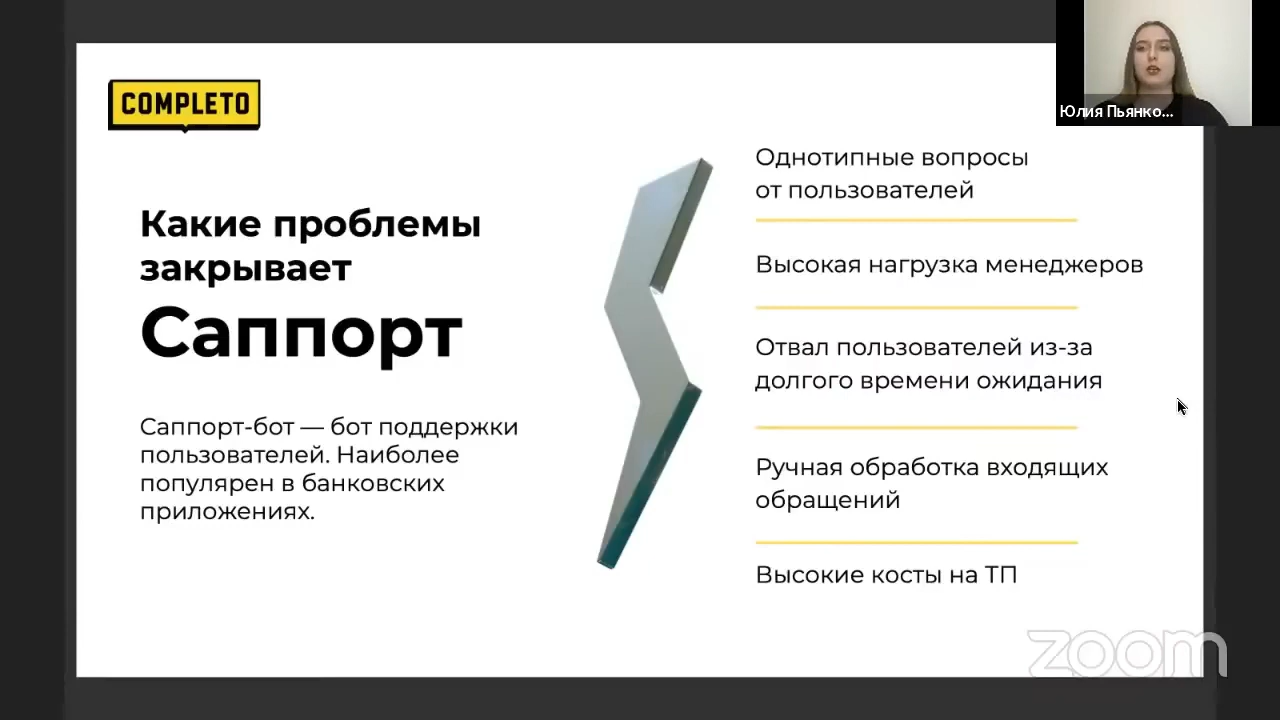 COMPLETO
Юлия Пьянко...
Какие проблемы
закрывает
Саппорт
Саппорт-бот — бот поддержки
пользователей. Наиболее
популярен в банковских
приложениях.
Однотипные вопросы
от пользователей
Высокая нагрузка менеджеров
Отвал пользователей из-за
долгого времени ожидания
Ручная обработка входящих
обращений
Высокие косты на ТП
zoom